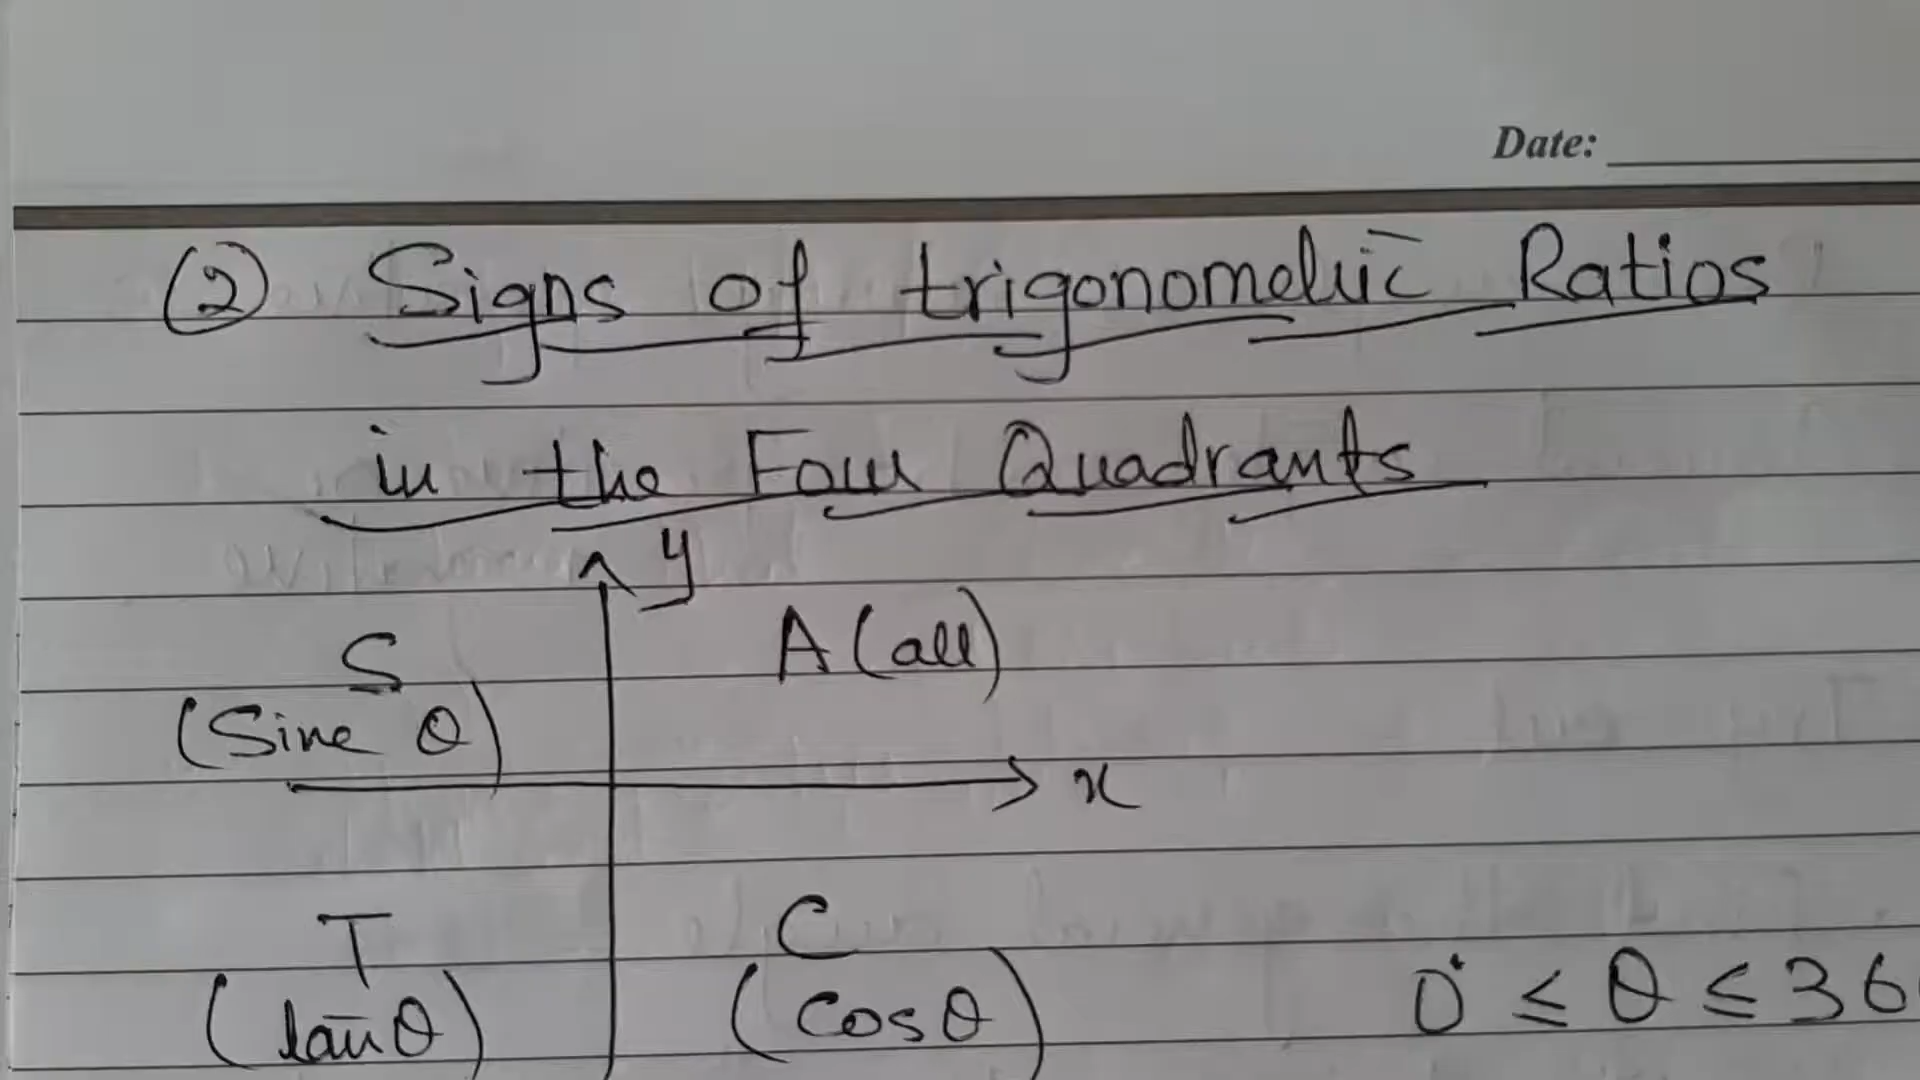 Date:
② Signs of trigonometric Ratios
in the Four Quadrants
y
S A (all)
(Sine θ)
x
T C
(tan θ) (cos θ) 0° ≤ θ ≤ 36